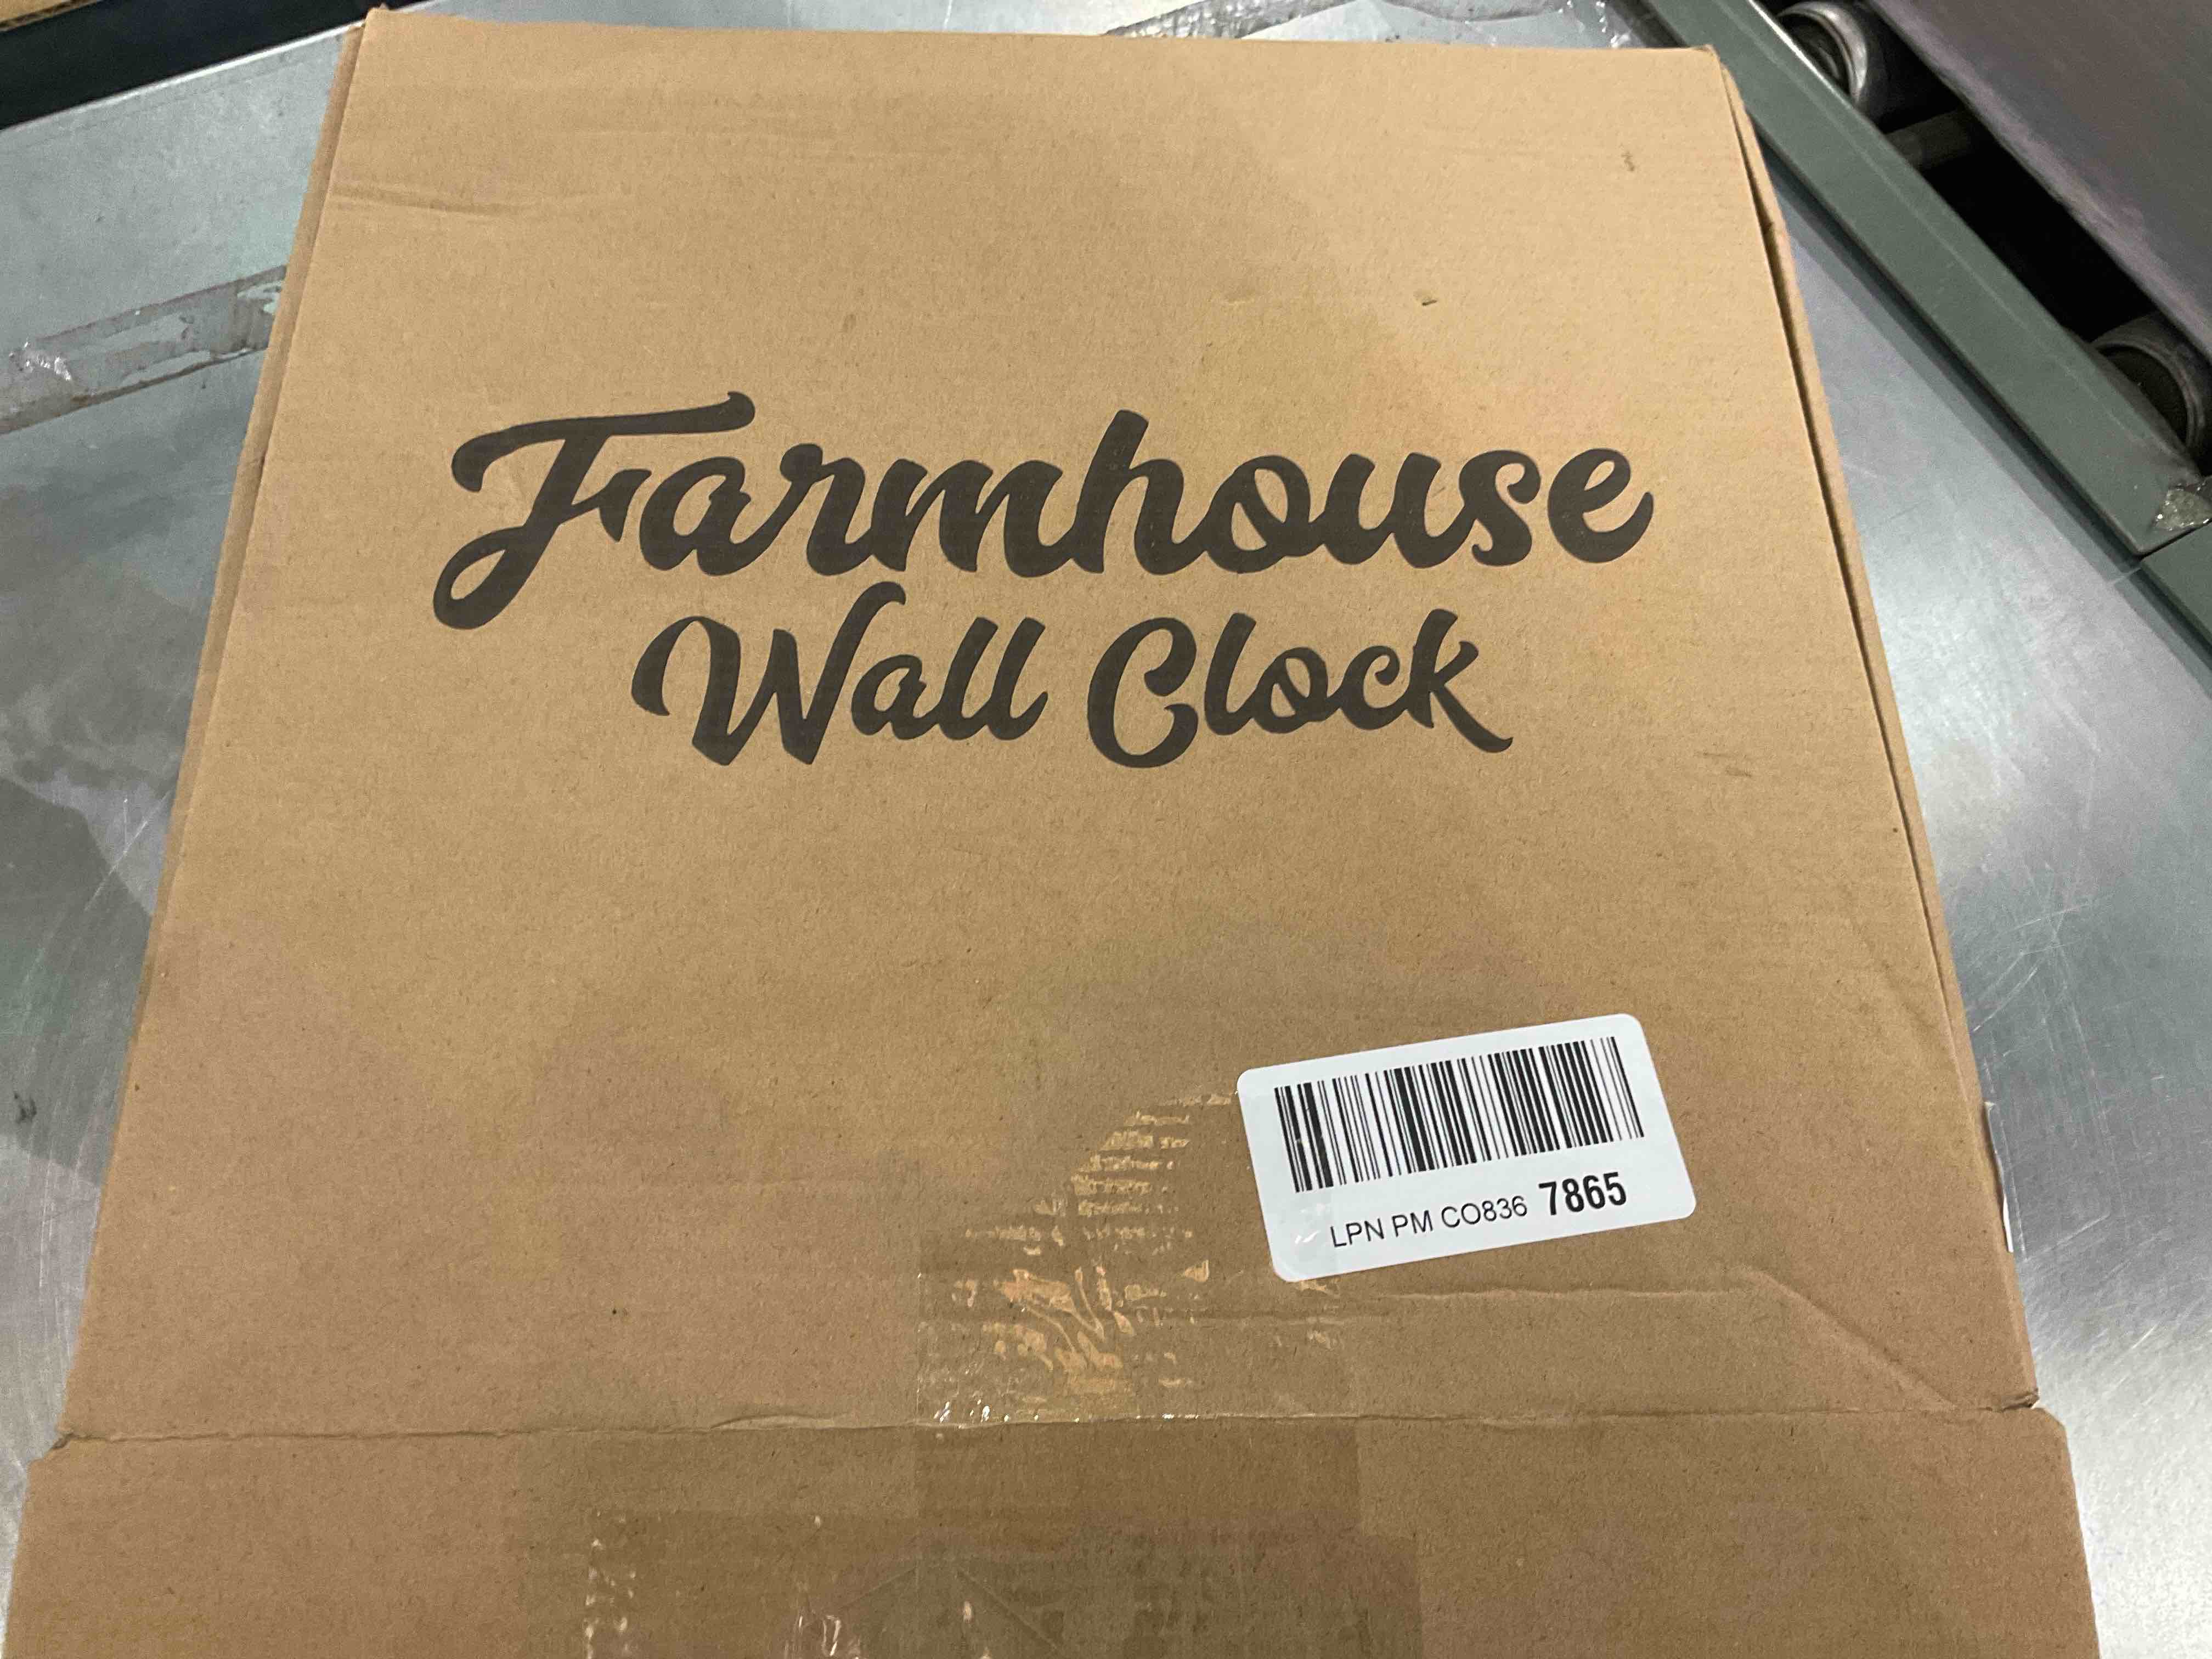 Farmhouse
Wall Clock
LPN PM CO836 7865